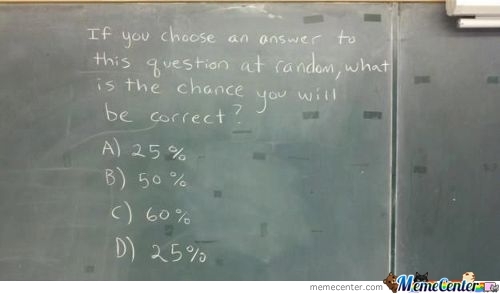 If you choose an answer to
this question at random, what
is the chance you will
be correct?
A) 25%
B) 50%
C) 60%
D) 25%
memecenter.com MemeCenter